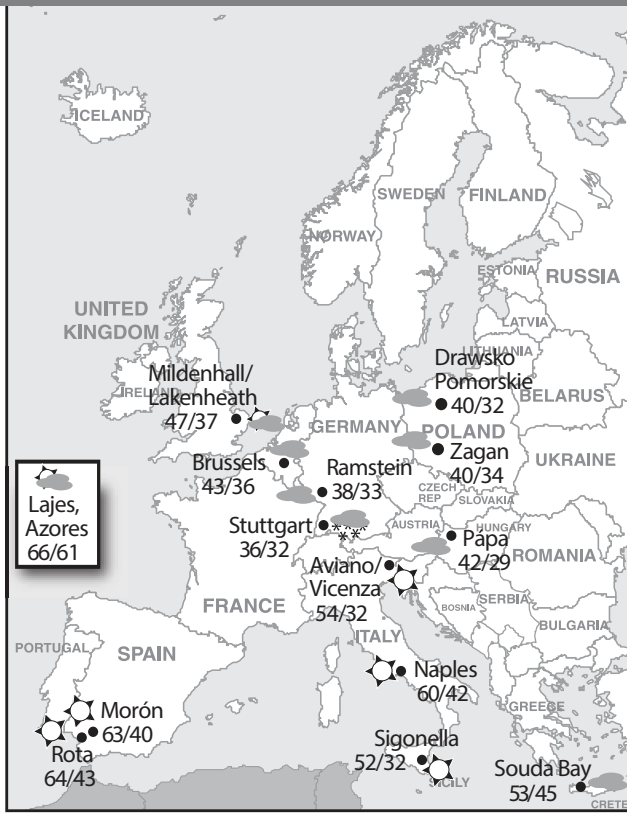 ICELAND
SWEDEN
FINLAND
NORWAY
ESTONIA
RUSSIA
LATVIA
LITHUANIA
UNITED
KINGDOM
IRELAND
Mildenhall/
Lakenheath
47/37
Drawsko
Pomorskie
40/32
BELARUS
GERMANY
POLAND
Zagan
40/34
UKRAINE
Brussels
43/36
Ramstein
38/33
CZECH
REP
SLOVAKIA
Lajes,
Azores
66/61
Stuttgart
36/32
AUSTRIA
HUNGARY
Pápa
42/29
ROMANIA
Aviano/
Vicenza
54/32
FRANCE
BOSNIA
SERBIA
BULGARIA
ITALY
PORTUGAL
SPAIN
Naples
60/42
Morón
63/40
GREECE
Rota
64/43
Sigonella
52/32
SICILY
Souda Bay
53/45
CRETE